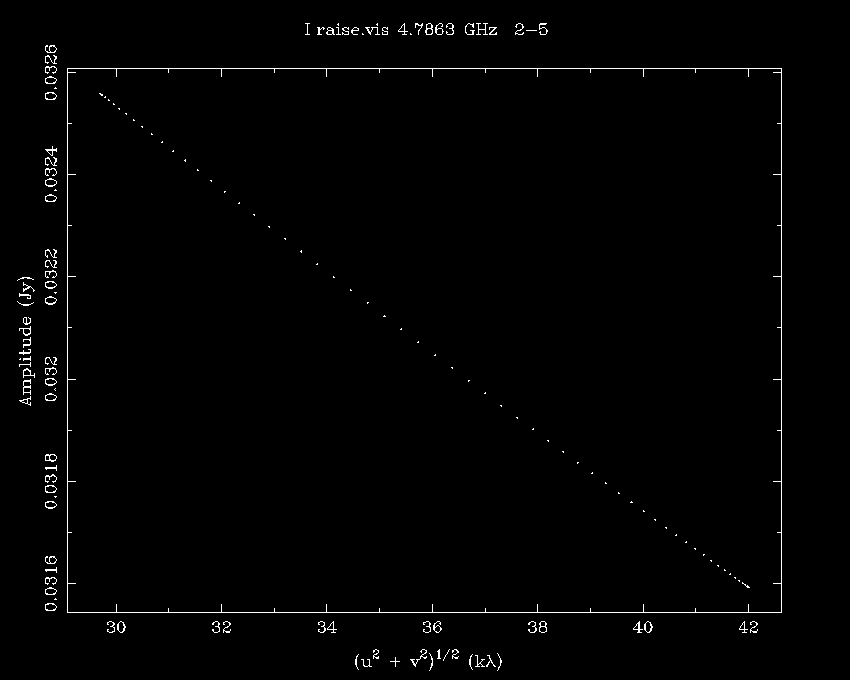 I raise.vis 4.7863 GHz 2−5
Amplitude (Jy)
0.0326
0.0324
0.0322
0.032
0.0318
0.0316
30 32 34 36 38 40 42
(u² + v²)^1/2 (kλ)